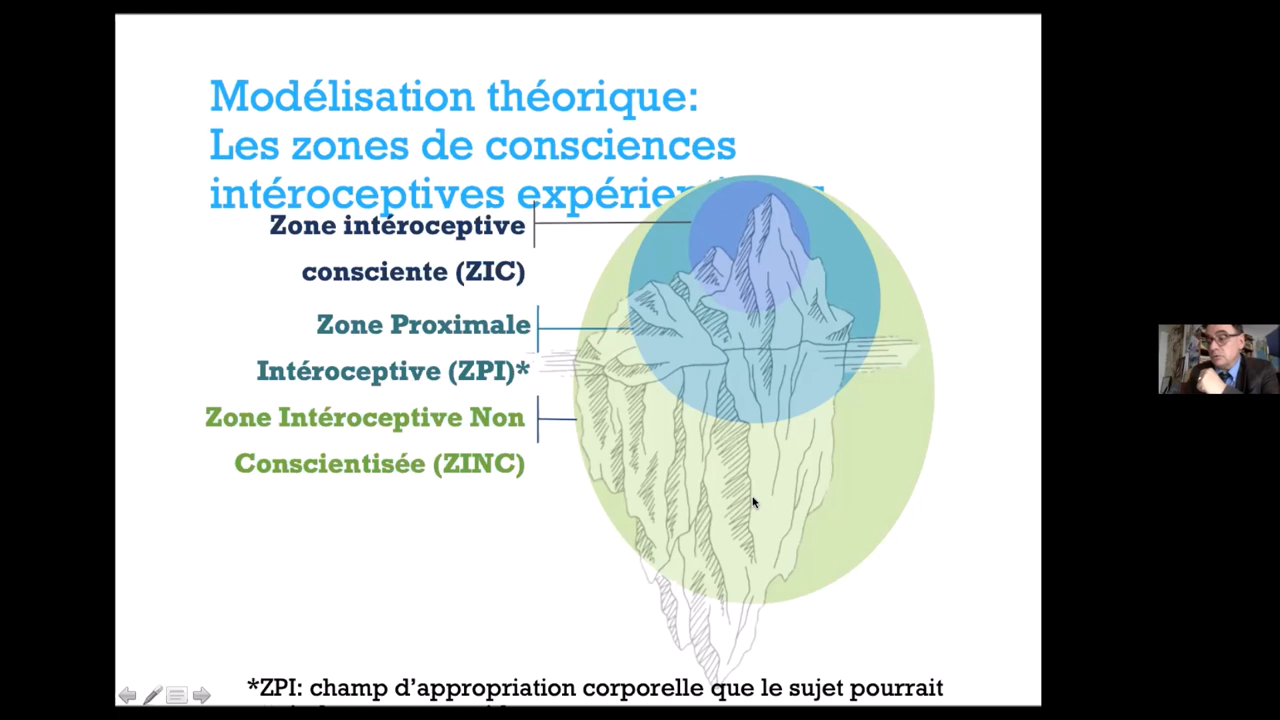 Modélisation théorique:
Les zones de consciences
intéroceptives
Zone intéroceptive
consciente (ZIC)
Zone Proximale
Intéroceptive (ZPI)*
Zone Intéroceptive Non
Conscientisée (ZINC)
*ZPI: champ d’appropriation corporelle que le sujet pourrait